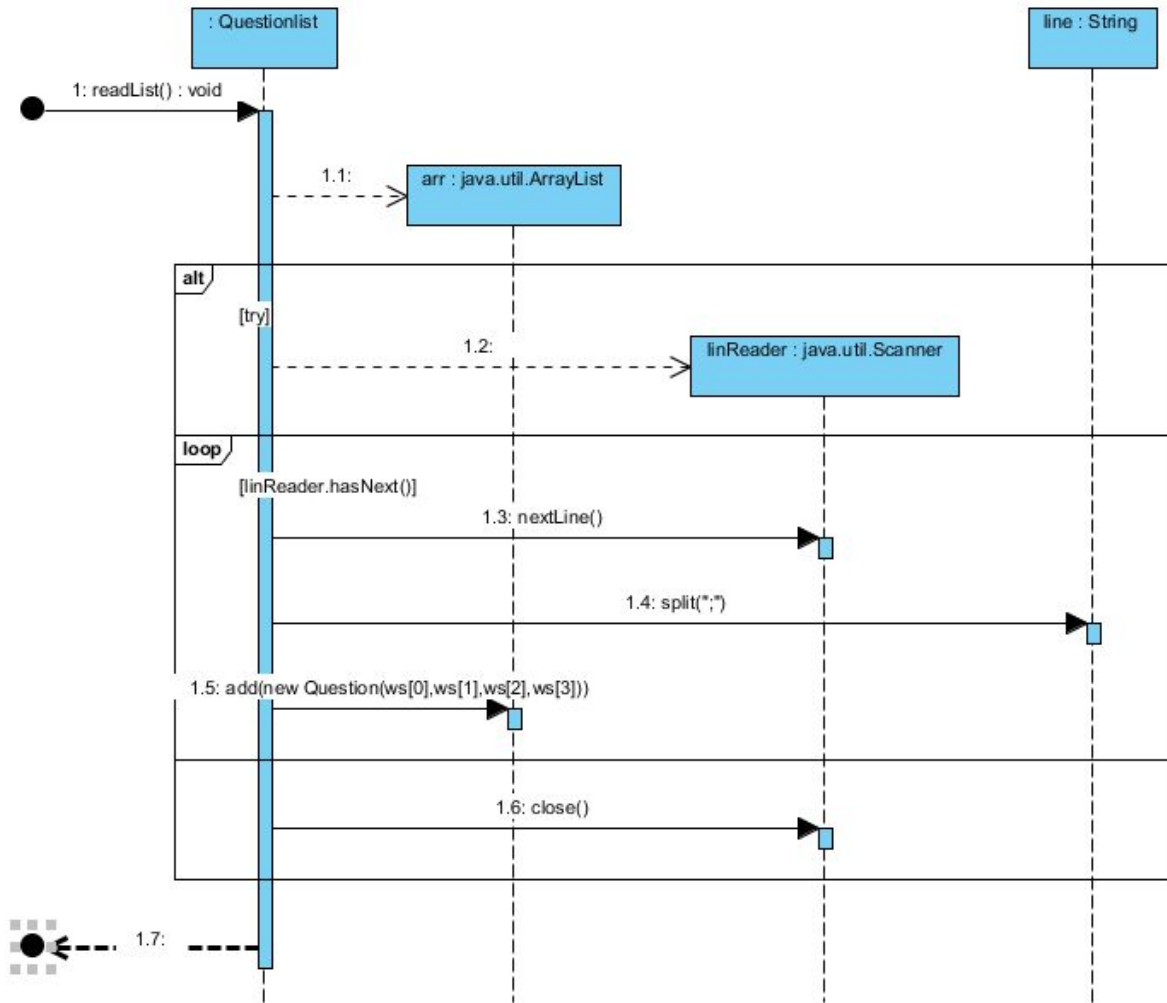 : Questionlist
line : String
1: readList() : void
1.1:
arr : java.util.ArrayList
alt
[try]
1.2:
linReader : java.util.Scanner
loop
[linReader.hasNext()]
1.3: nextLine()
1.4: split(";")
1.5: add(new Question(ws[0],ws[1],ws[2],ws[3]))
1.6: close()
1.7: